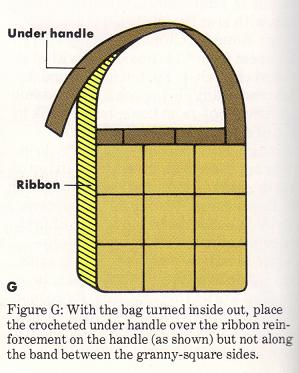 Under handle
Ribbon
G
Figure G: With the bag turned inside out, place
the crocheted under handle over the ribbon rein-
forcement on the handle (as shown) but not along
the band between the granny-square sides.